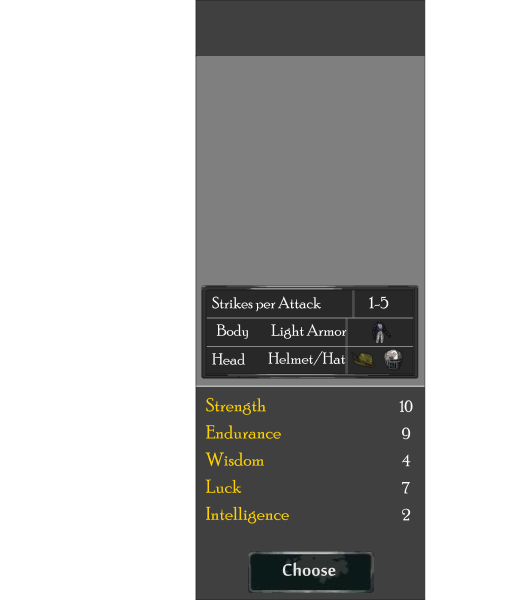 Strikes per Attack 1-5
Body Light Armor
Head Helmet/Hat
Strength 10
Endurance 9
Wisdom 4
Luck 7
Intelligence 2
Choose